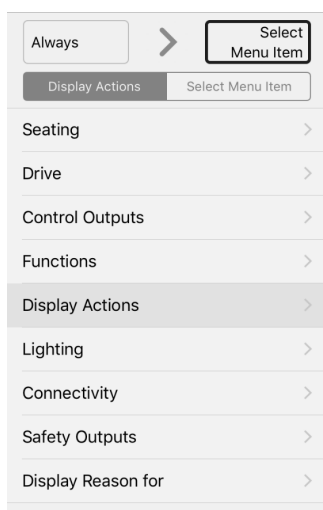 Always
Select
Menu Item
Display Actions
Select Menu Item
Seating
Drive
Control Outputs
Functions
Display Actions
Lighting
Connectivity
Safety Outputs
Display Reason for